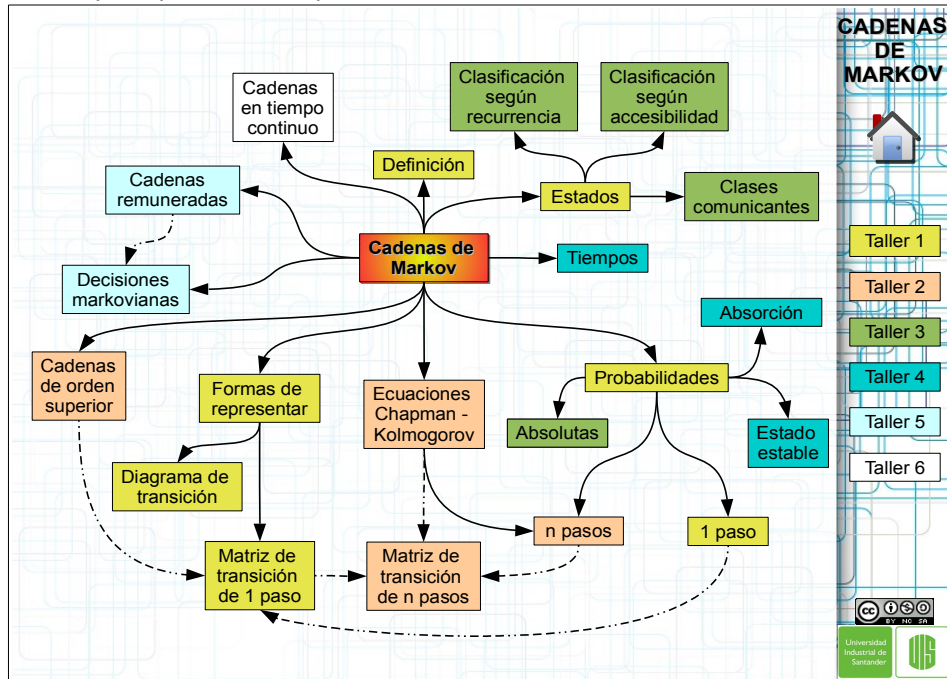 CADENAS
DE
MARKOV
Cadenas
en tiempo
continuo
Clasificación
según
recurrencia
Clasificación
según
accesibilidad
Definición
Cadenas
remuneradas
Estados
Clases
comunicantes
Cadenas de
Markov
Tiempos
Decisiones
markovianas
Absorción
Cadenas
de orden
superior
Formas de
representar
Ecuaciones
Chapman -
Kolmogorov
Probabilidades
Absolutas
Estado
estable
Diagrama de
transición
n pasos
1 paso
Matriz de
transición
de 1 paso
Matriz de
transición
de n pasos
Taller 1
Taller 2
Taller 3
Taller 4
Taller 5
Taller 6
cc
BY NC SA
Universidad
Industrial de
Santander
UIS